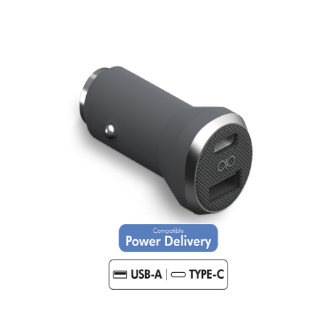 Compatible
Power Delivery
USB-A | TYPE-C